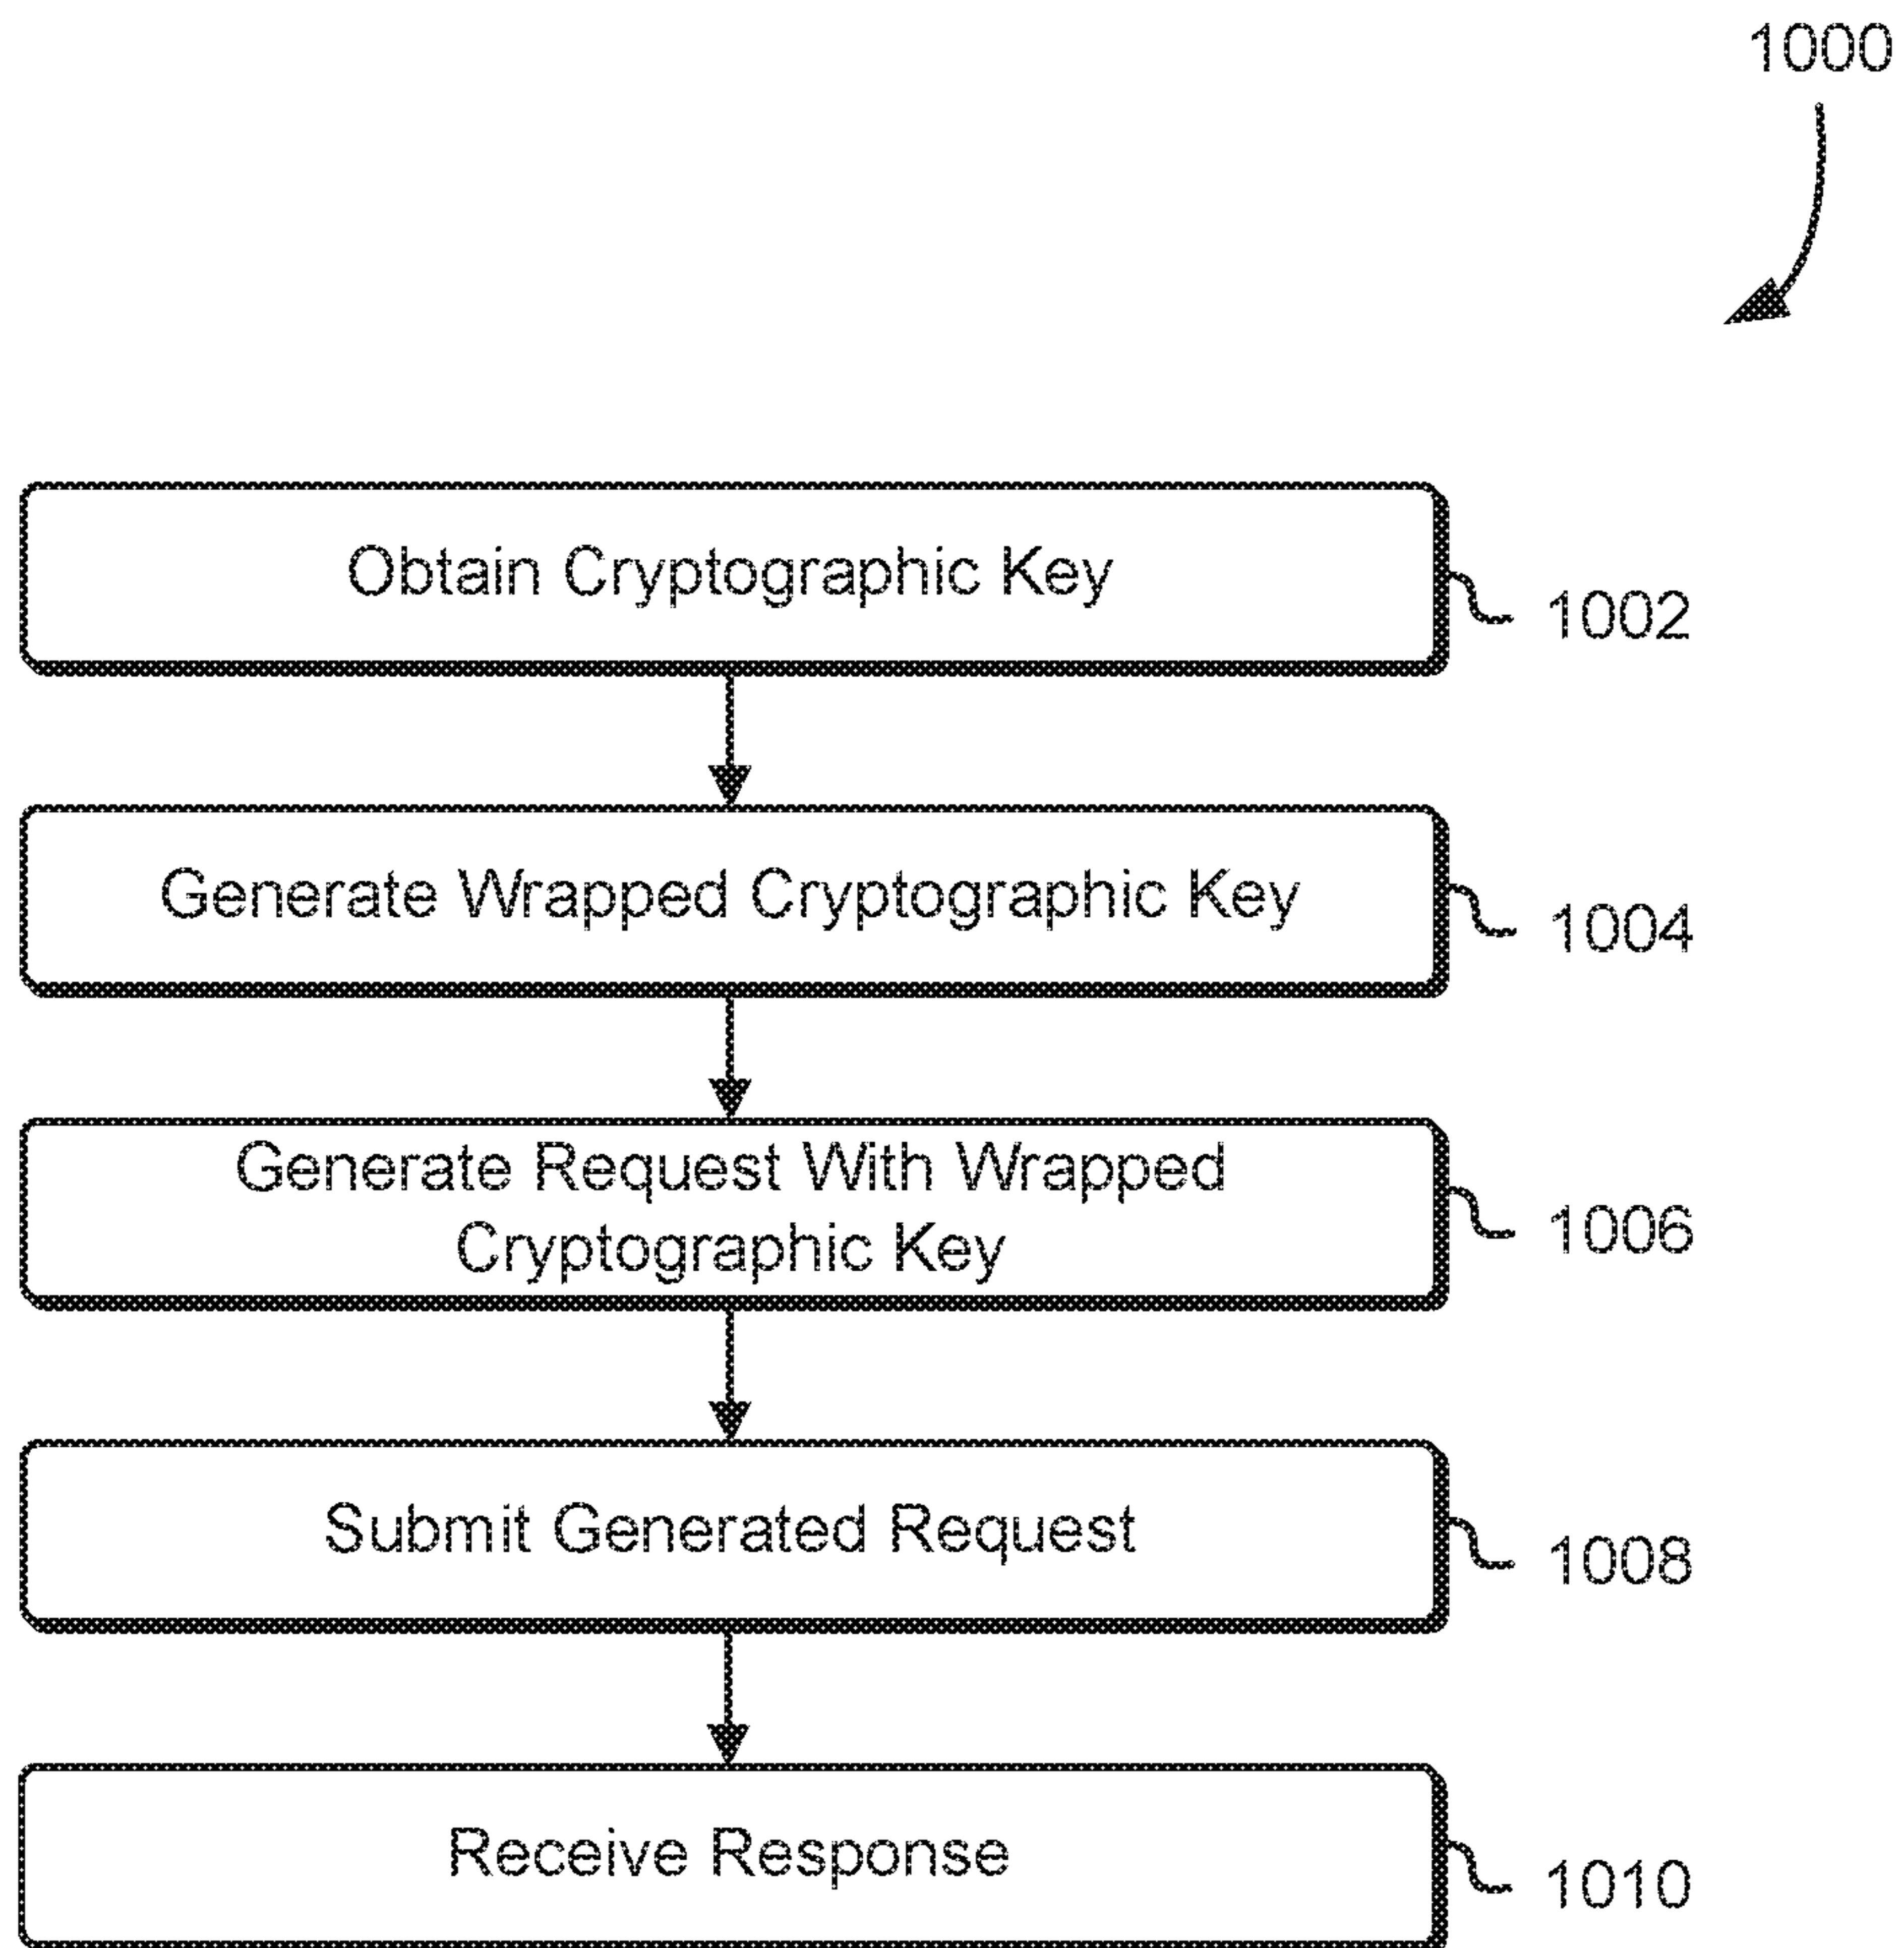 1000
Obtain Cryptographic Key
1002
Generate Wrapped Cryptographic Key
1004
Generate Request With Wrapped
Cryptographic Key
1006
Submit Generated Request
1008
Receive Response
1010